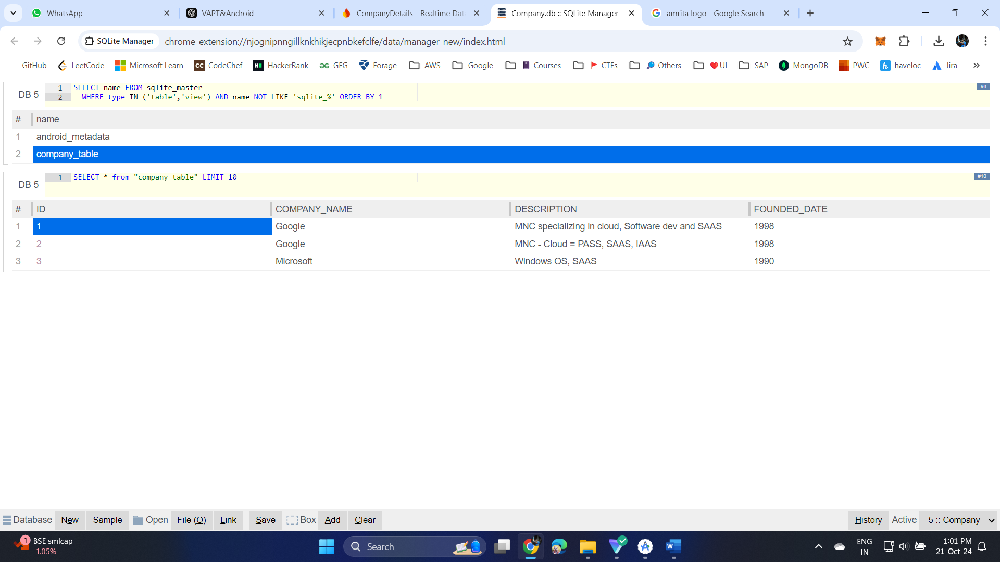 WhatsApp
VAPT&Android
CompanyDetails - Realtime Dat
Company.db :: SQLite Manager
amrita logo - Google Search
SQLite Manager
chrome-extension://njognipnngillknkhikjecpnbkefclfe/data/manager-new/index.html
GitHub
LeetCode
Microsoft Learn
CC CodeChef
HackerRank
GFG
Forage
AWS
Google
Courses
CTFs
Others
UI
SAP
MongoDB
PWC
h haveloc
Jira
DB 5
1 SELECT name FROM sqlite_master
2 WHERE type IN ('table','view') AND name NOT LIKE 'sqlite_%' ORDER BY 1
#9
# name
1 android_metadata
2 company_table
DB 5
1 SELECT * from "company_table" LIMIT 10
#10
# ID COMPANY_NAME DESCRIPTION FOUNDED_DATE
1 1 Google MNC specializing in cloud, Software dev and SAAS 1998
2 2 Google MNC - Cloud = PASS, SAAS, IAAS 1998
3 3 Microsoft Windows OS, SAAS 1990
Database New Sample Open File (O) Link Save Box Add Clear
History Active 5 :: Company
1
BSE smlcap
-1.05%
Search
W
ENG
IN
1:01 PM
21-Oct-24